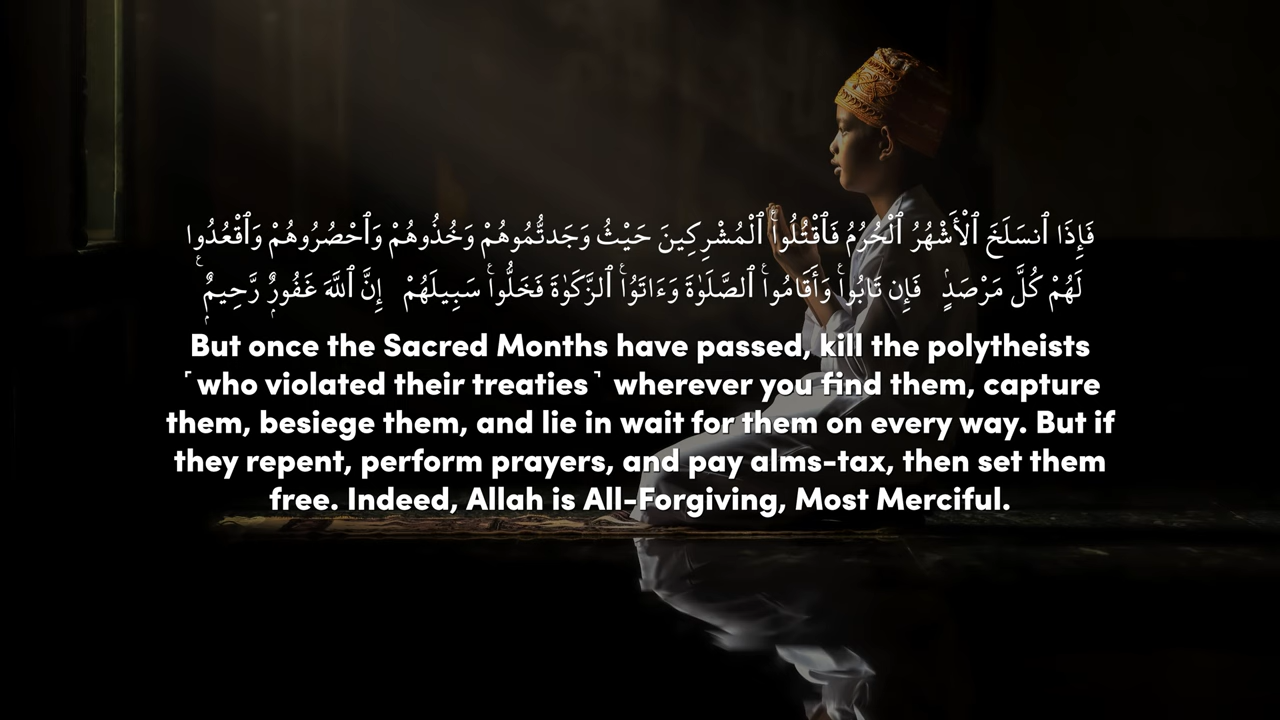 فَإِذَا ٱنسَلَخَ ٱلْأَشْهُرُ ٱلْحُرُمُ فَٱقْتُلُوا۟ ٱلْمُشْرِكِينَ حَيْثُ وَجَدتُّمُوهُمْ وَخُذُوهُمْ وَٱحْصُرُوهُمْ وَٱقْعُدُوا۟
لَهُمْ كُلَّ مَرْصَدٍۢ ۚ فَإِن تَابُوا۟ وَأَقَامُوا۟ ٱلصَّلَوٰةَ وَءَاتَوُا۟ ٱلزَّكَوٰةَ فَخَلُّوا۟ سَبِيلَهُمْ ۚ إِنَّ ٱللَّهَ غَفُورٌۭ رَّحِيمٌۭ
But once the Sacred Months have passed, kill the polytheists
˹who violated their treaties˺ wherever you find them, capture
them, besiege them, and lie in wait for them on every way. But if
they repent, perform prayers, and pay alms-tax, then set them
free. Indeed, Allah is All-Forgiving, Most Merciful.